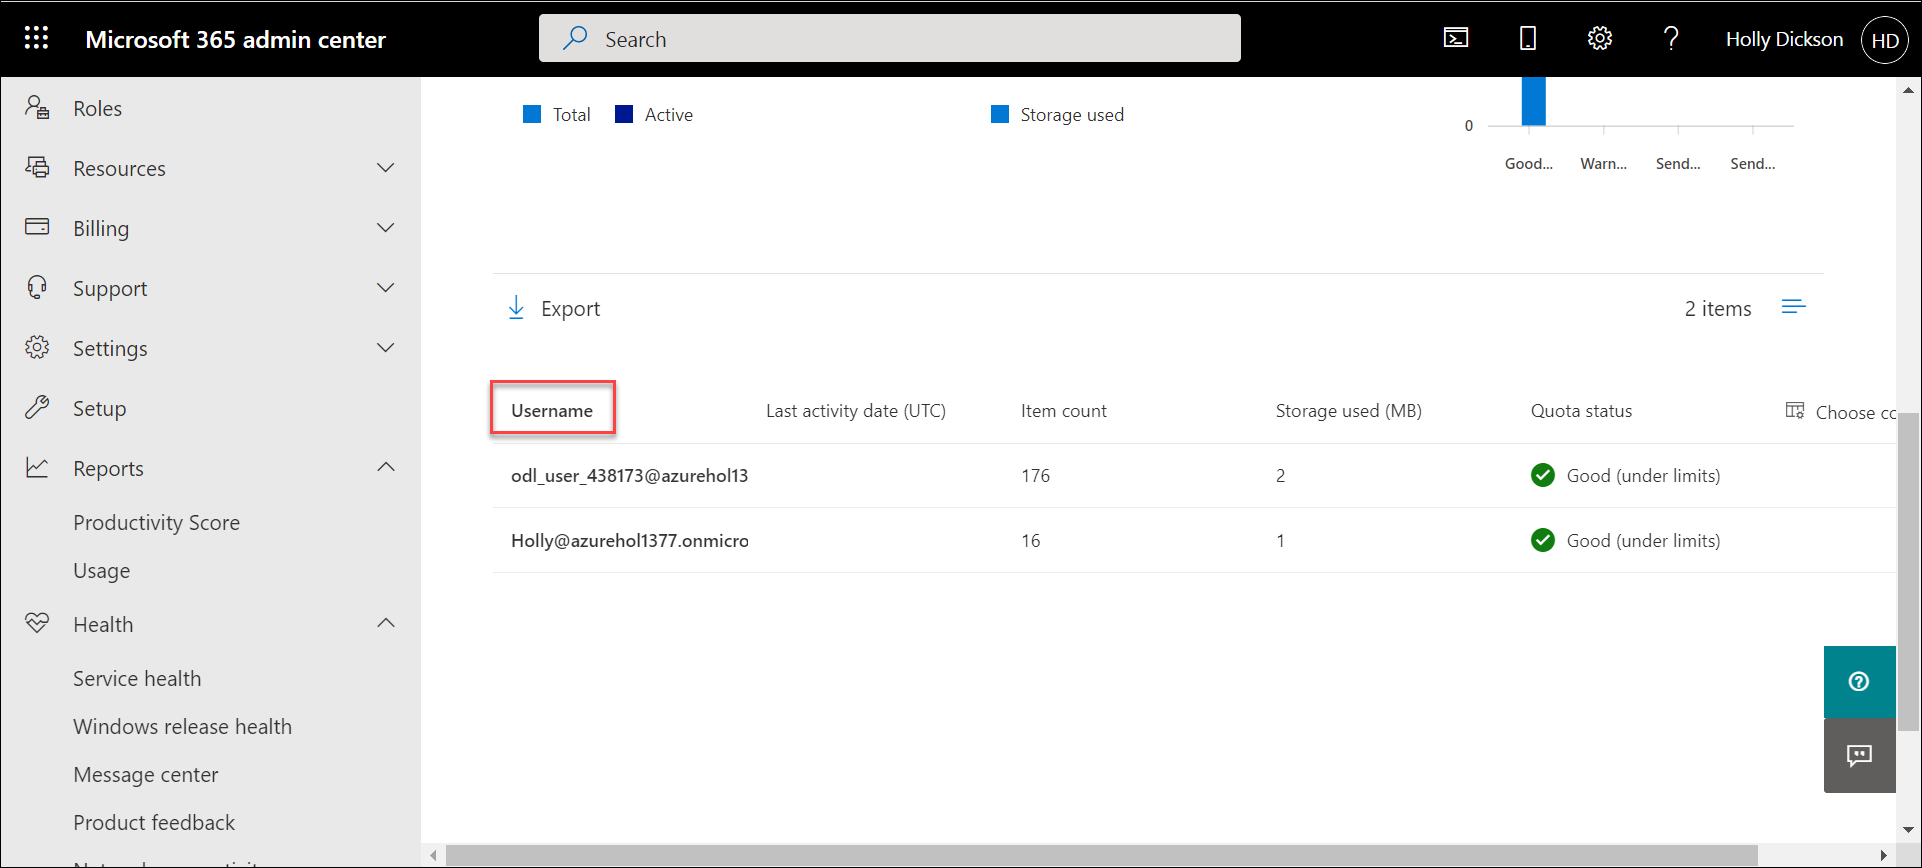 Microsoft 365 admin center
Search
Holly Dickson
HD
Roles
Resources
Billing
Support
Settings
Setup
Reports
Productivity Score
Usage
Health
Service health
Windows release health
Message center
Product feedback
Total
Active
Storage used
0
Good...
Warn...
Send...
Send...
Export
2 items
Username Last activity date (UTC) Item count Storage used (MB) Quota status Choose co
odl_user_438173@azurehol13 176 2 Good (under limits)
Holly@azurehol1377.onmicro 16 1 Good (under limits)